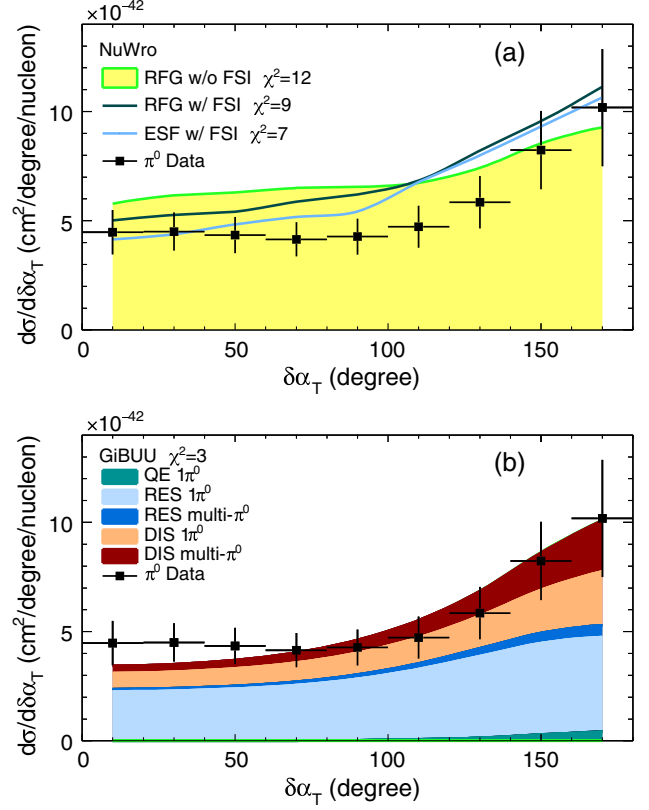 ×10⁻⁴²
(a)
NuWro
RFG w/o FSI χ²=12
RFG w/ FSI χ²=9
ESF w/ FSI χ²=7
π⁰ Data
10
5
0
dσ/dδα_T (cm²/degree/nucleon)
0 50 100 150
δα_T (degree)
×10⁻⁴²
(b)
GiBUU χ²=3
QE 1π⁰
RES 1π⁰
RES multi-π⁰
DIS 1π⁰
DIS multi-π⁰
π⁰ Data
10
5
0
dσ/dδα_T (cm²/degree/nucleon)
0 50 100 150
δα_T (degree)